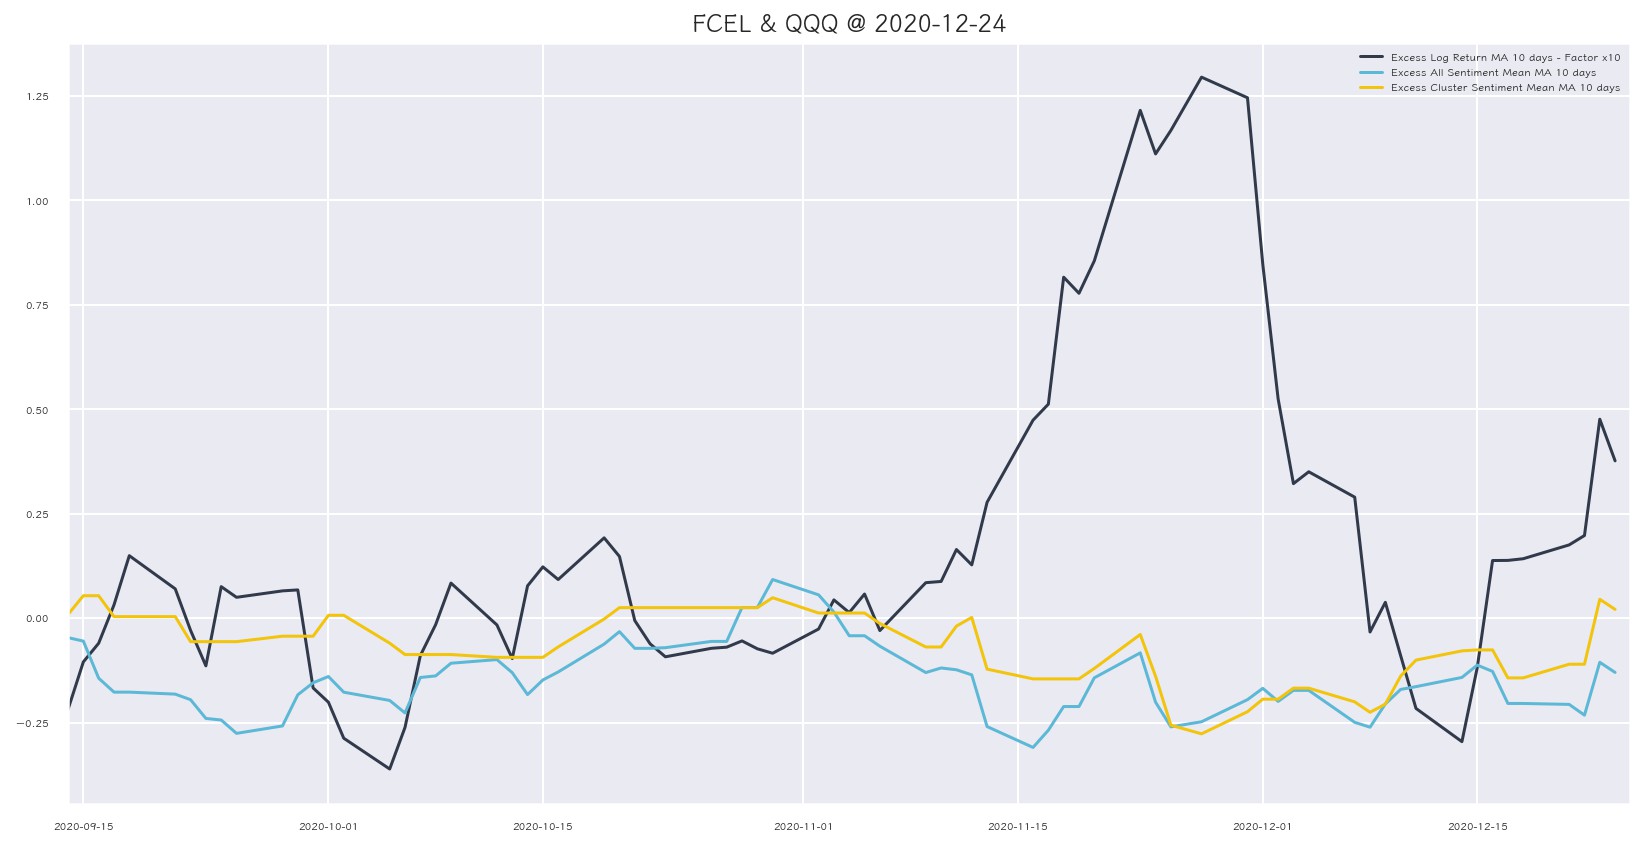 FCEL & QQQ @ 2020-12-24
Excess Log Return MA 10 days - Factor x10
Excess All Sentiment Mean MA 10 days
Excess Cluster Sentiment Mean MA 10 days
1.25
1.00
0.75
0.50
0.25
0.00
−0.25
2020-09-15 2020-10-01 2020-10-15 2020-11-01 2020-11-15 2020-12-01 2020-12-15